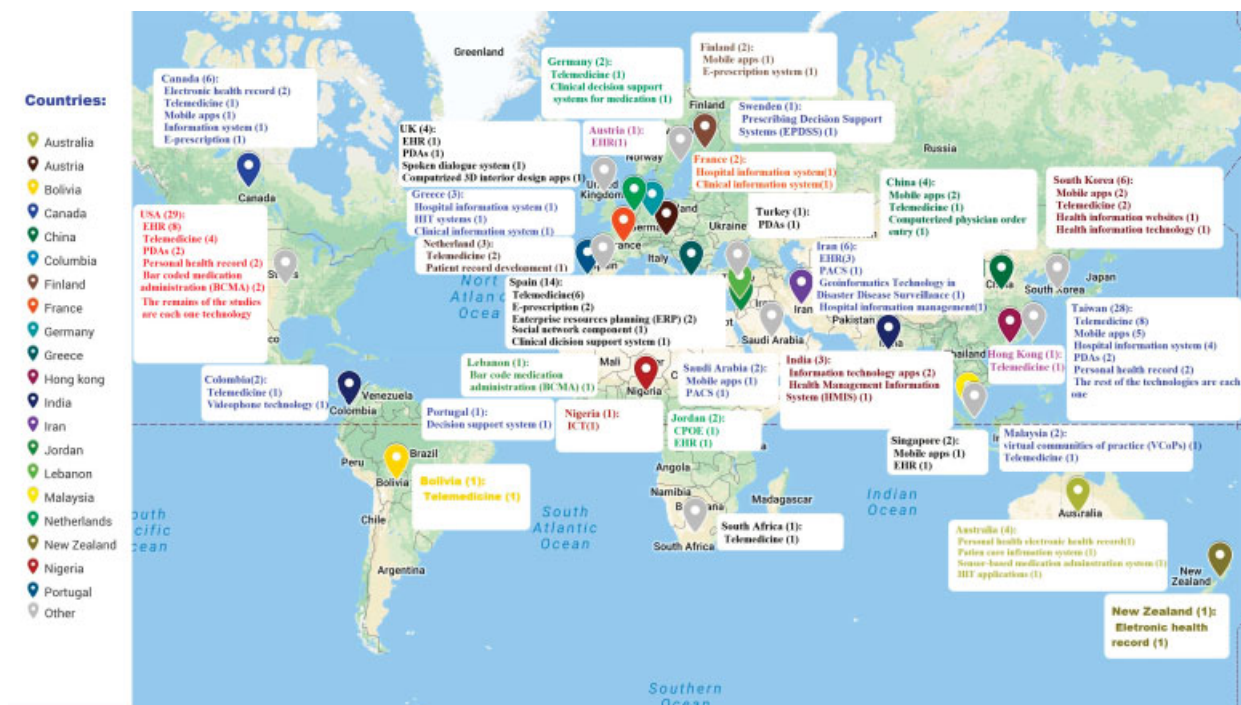 Countries:
Australia
Austria
Bolivia
Canada
China
Columbia
Finland
France
Germany
Greece
Hong kong
India
Iran
Jordan
Lebanon
Malaysia
Netherlands
New Zealand
Nigeria
Portugal
Other
Greenland
Canada (6):
Electronic health record (2)
Telemedicine (1)
Mobile apps (1)
Information system (1)
E-prescription (1)
Canada
USA (29):
EHR (8)
Telemedicine (4)
PDAs (2)
Personal health record (2)
Bar coded medication
administration (BCMA) (2)
The remains of the studies
are each one technology
Germany (2):
Telemedicine (1)
Clinical decision support
systems for medication (1)
Finland (2):
Mobile apps (1)
E-prescription system (1)
Finland
Swenden (1):
Prescribing Decision Support
Systems (EPDSS) (1)
Russia
UK (4):
EHR (1)
PDAs (1)
Spoken dialogue system (1)
Computrized 3D interior design apps (1)
Austria (1):
EHR(1)
Norway
United
Kingdom
France (2):
Hospital information system(1)
Clinical information system(1)
Greece (3):
Hospital information system (1)
HIT systems (1)
Clinical information system (1)
Netherland (3):
Telemedicine (2)
Patient record development (1)
Ukraine
Italy
Turkey (1):
PDAs (1)
China (4):
Mobile apps (2)
Telemedicine (1)
Computerized physician order
entry (1)
South Korea (6):
Mobile apps (2)
Telemedicine (2)
Health information websites (1)
Health information technology (1)
Iran (6):
EHR(3)
PACS (1)
Geoinformatics Technology in
Disaster Disease Surveillance (1)
Hospital information management(1)
Iran
Pakistan
Saudi Arabia
Japan
South Korea
Spain (14):
Telemedicine(6)
E-prescription (2)
Enterprise resources planning (ERP) (2)
Social network component (1)
Clinical dicision support system (1)
Taiwan (28):
Telemedicine (8)
Mobile apps (5)
Hospital information system (4)
PDAs (2)
Personal health record (2)
The rest of the technologies are each
one
Hong Kong (1):
Telemedicine (1)
Thailand
Lebanon (1):
Bar code medication
administration (BCMA) (1)
Mali
Nigeria
Saudi Arabia (2):
Mobile apps (1)
PACS (1)
India (3):
Information technology apps (2)
Health Management Information
System (HMIS) (1)
Colombia(2):
Telemedicine (1)
Videophone technology (1)
Venezuela
Colombia
Portugal (1):
Decision support system (1)
Nigeria (1):
ICT(1)
Jordan (2):
CPOE (1)
EHR (1)
Singapore (2):
Mobile apps (1)
EHR (1)
Malaysia (2):
virtual communities of practice (VCoPs) (1)
Telemedicine (1)
Peru
Brazil
Bolivia
Bolivia (1):
Telemedicine (1)
Chile
Argentina
Angola
Namibia
Madagascar
South Africa
South Africa (1):
Telemedicine (1)
South
Atlantic
Ocean
Indian
Ocean
Australia
Australia (4):
Personal health electronic health record(1)
Patien care infrmation system (1)
Sensor-based medication adminstration system (1)
HIT applications (1)
New
Zealand
New Zealand (1):
Eletronic health
record (1)
Southern
Ocean